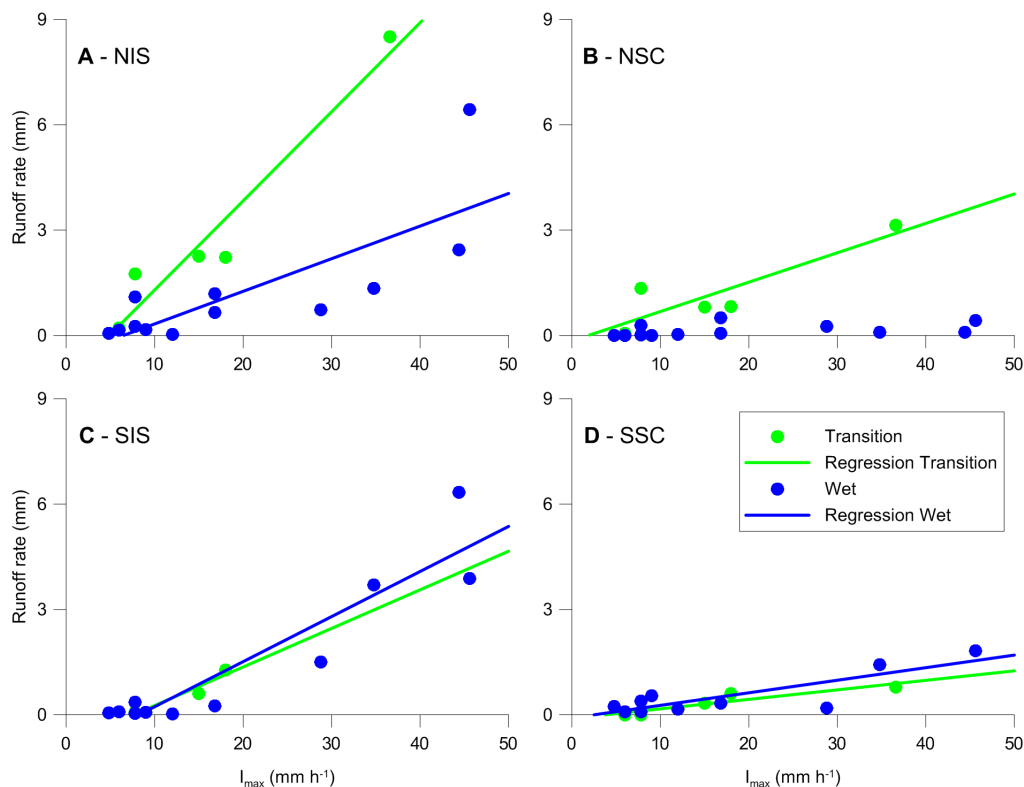 9
6
3
0
Runoff rate (mm)
A - NIS
0 10 20 30 40 50
9
6
3
0
B - NSC
0 10 20 30 40 50
9
6
3
0
Runoff rate (mm)
C - SIS
0 10 20 30 40 50
Imax (mm h-1)
9
6
3
0
D - SSC
Transition
Regression Transition
Wet
Regression Wet
0 10 20 30 40 50
Imax (mm h-1)